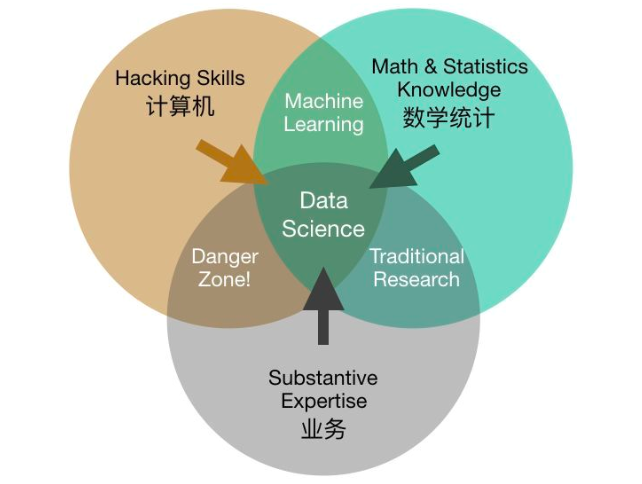 Hacking Skills
计算机
Math & Statistics
Knowledge
数学统计
Machine
Learning
Data
Science
Danger
Zone!
Traditional
Research
Substantive
Expertise
业务